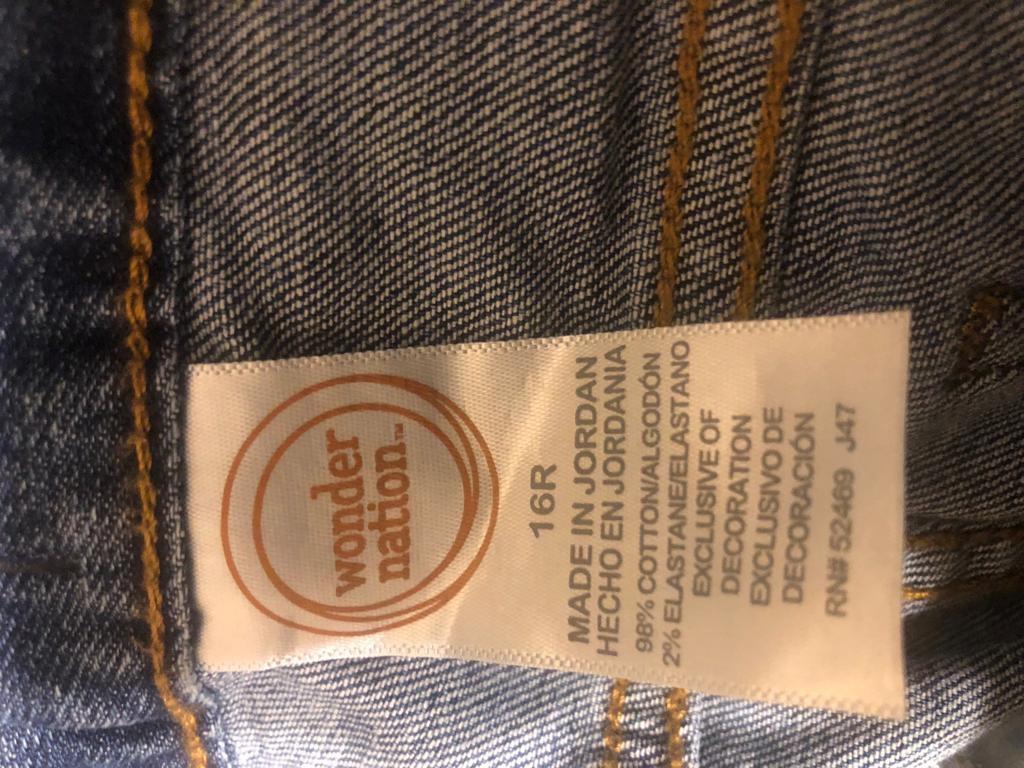 wonder
nation™
16R
MADE IN JORDAN
HECHO EN JORDANIA
98% COTTON/ALGODÓN
2% ELASTANE/ELASTANO
EXCLUSIVE OF
DECORATION
EXCLUSIVO DE
DECORACIÓN
RN# 52469 J47